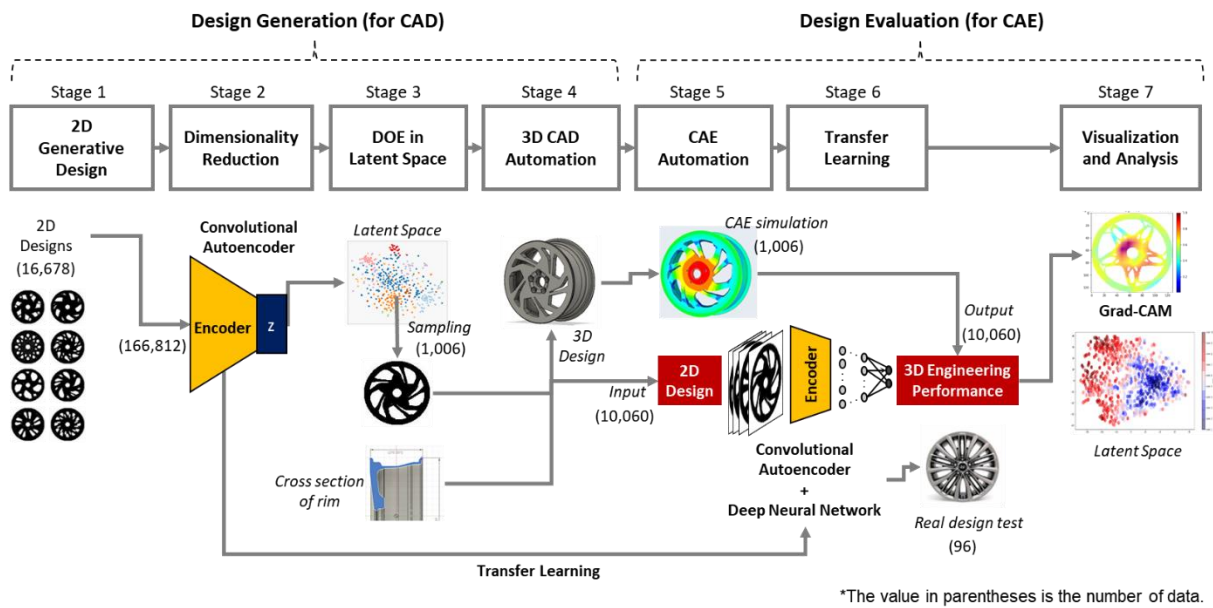 Design Generation (for CAD)
Design Evaluation (for CAE)
Stage 1
Stage 2
Stage 3
Stage 4
Stage 5
Stage 6
Stage 7
2D
Generative
Design
Dimensionality
Reduction
DOE in
Latent Space
3D CAD
Automation
CAE
Automation
Transfer
Learning
Visualization
and Analysis
2D
Designs
(16,678)
(166,812)
Convolutional
Autoencoder
Encoder
Z
Latent Space
Sampling
(1,006)
Cross section
of rim
3D
Design
CAE simulation
(1,006)
Input
(10,060)
2D
Design
Encoder
Output
(10,060)
3D Engineering
Performance
Convolutional
Autoencoder
+
Deep Neural Network
Real design test
(96)
Grad-CAM
Latent Space
Transfer Learning
*The value in parentheses is the number of data.